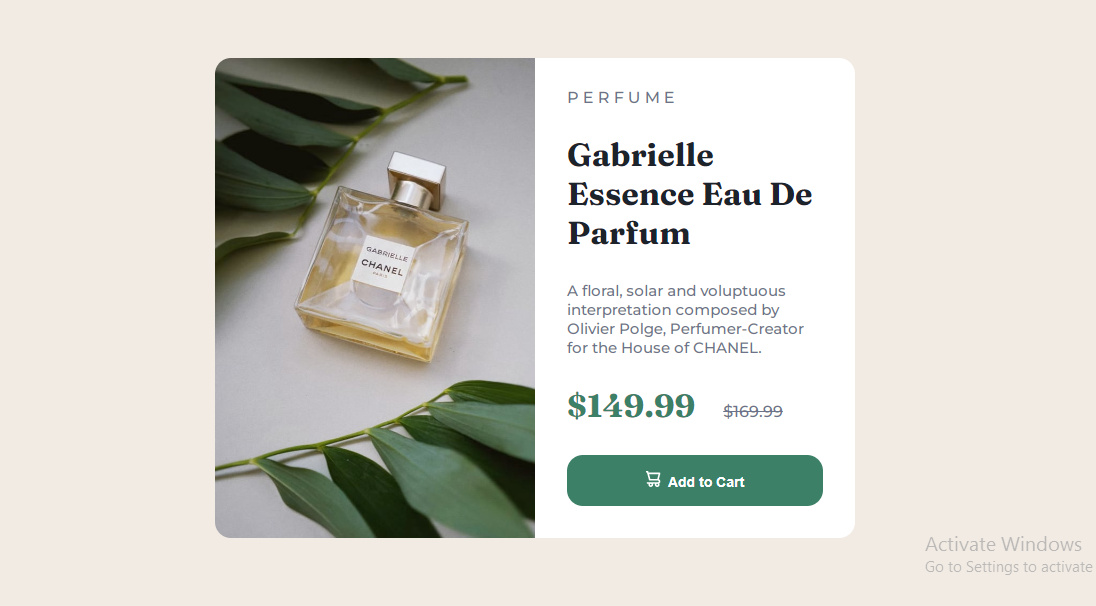 PERFUME
Gabrielle
Essence Eau De
Parfum
A floral, solar and voluptuous
interpretation composed by
Olivier Polge, Perfumer-Creator
for the House of CHANEL.
$149.99 $169.99
Add to Cart
GABRIELLE
CHANEL
PARIS
Activate Windows
Go to Settings to activate